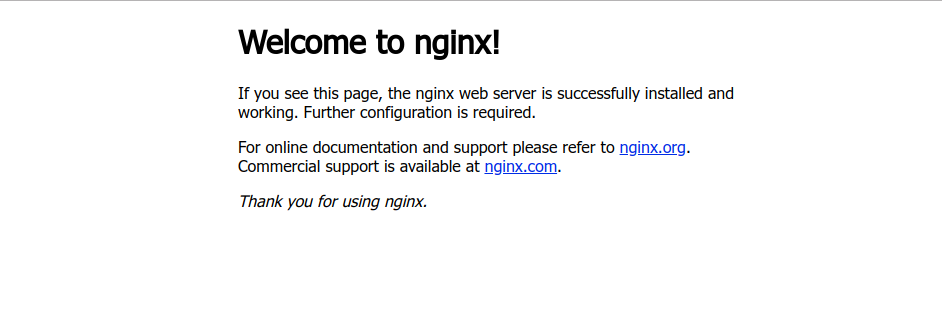 Welcome to nginx!
If you see this page, the nginx web server is successfully installed and
working. Further configuration is required.
For online documentation and support please refer to nginx.org.
Commercial support is available at nginx.com.
Thank you for using nginx.